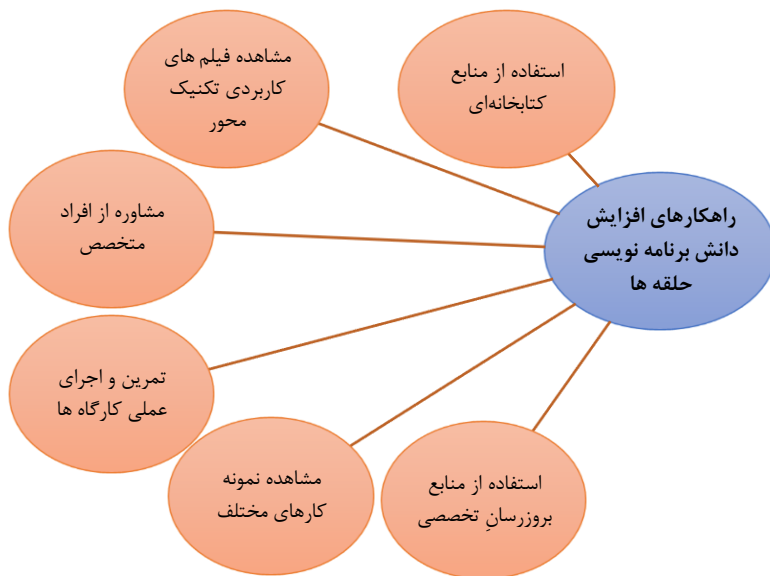 راهکارهای افزایش
دانش برنامه نویسی
حلقه ها
استفاده از منابع
کتابخانه‌ای
مشاهده فیلم های
کاربردی تکنیک
محور
مشاوره از افراد
متخصص
تمرین و اجرای
عملی کارگاه ها
مشاهده نمونه
کارهای مختلف
استفاده از منابع
بروزرسانِ تخصصی